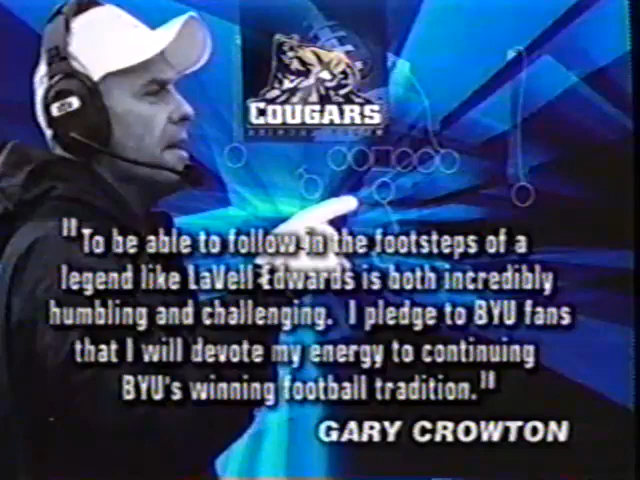 COUGARS
"To be able to follow in the footsteps of a
legend like LaVell Edwards is both incredibly
humbling and challenging. I pledge to BYU fans
that I will devote my energy to continuing
BYU's winning football tradition."
GARY CROWTON